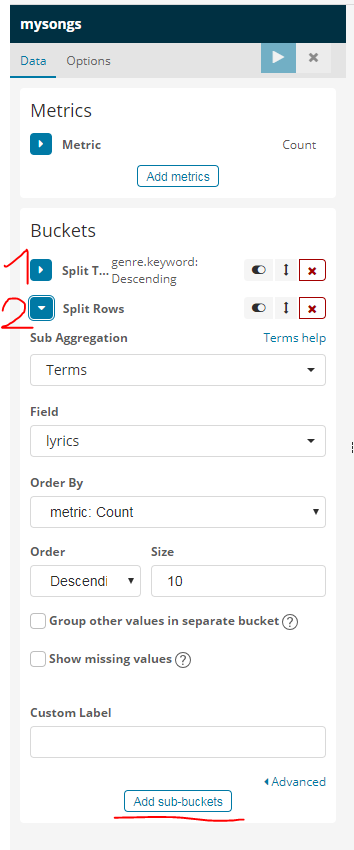 mysongs
Data Options
Metrics
Metric Count
Add metrics
Buckets
1 Split T... genre.keyword:
Descending
2 Split Rows
Sub Aggregation Terms help
Terms
Field
lyrics
Order By
metric: Count
Order Size
Descendi 10
Group other values in separate bucket ?
Show missing values ?
Custom Label
Advanced
Add sub-buckets